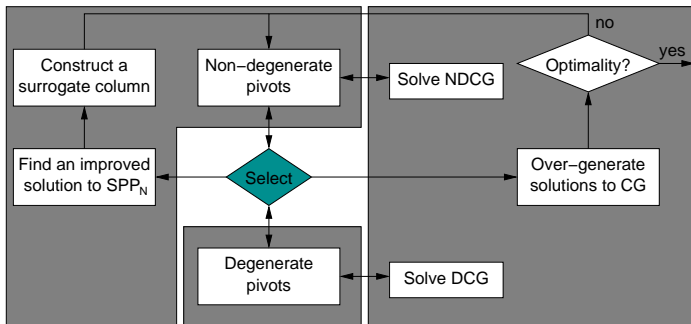 no
Construct a
surrogate column
Non-degenerate
pivots
Solve NDCG
Optimality?
yes
Find an improved
solution to SPP_N
Select
Over-generate
solutions to CG
Degenerate
pivots
Solve DCG